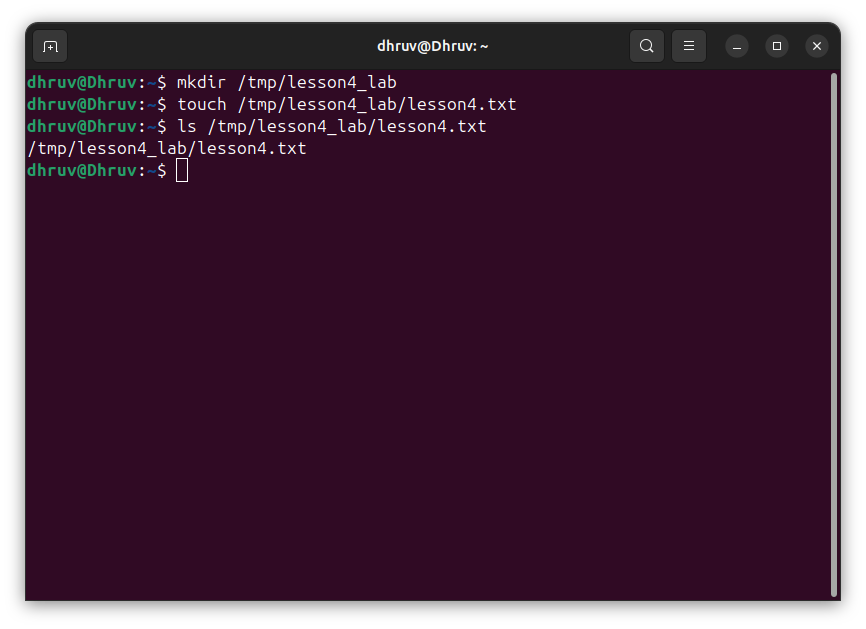 dhruv@Dhruv: ~
dhruv@Dhruv:~$ mkdir /tmp/lesson4_lab
dhruv@Dhruv:~$ touch /tmp/lesson4_lab/lesson4.txt
dhruv@Dhruv:~$ ls /tmp/lesson4_lab/lesson4.txt
/tmp/lesson4_lab/lesson4.txt
dhruv@Dhruv:~$